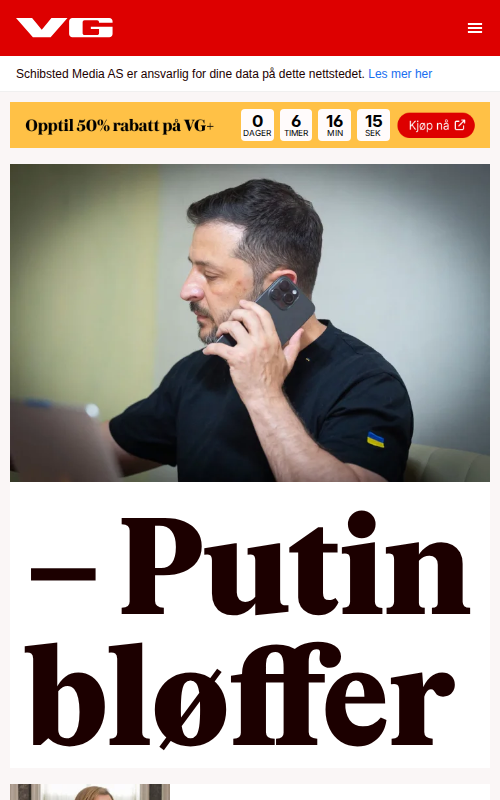 VG
Schibsted Media AS er ansvarlig for dine data på dette nettstedet. Les mer her
Opptil 50% rabatt på VG+
0 6 16 15
DAGER TIMER MIN SEK
Kjøp nå
– Putin
bløffer